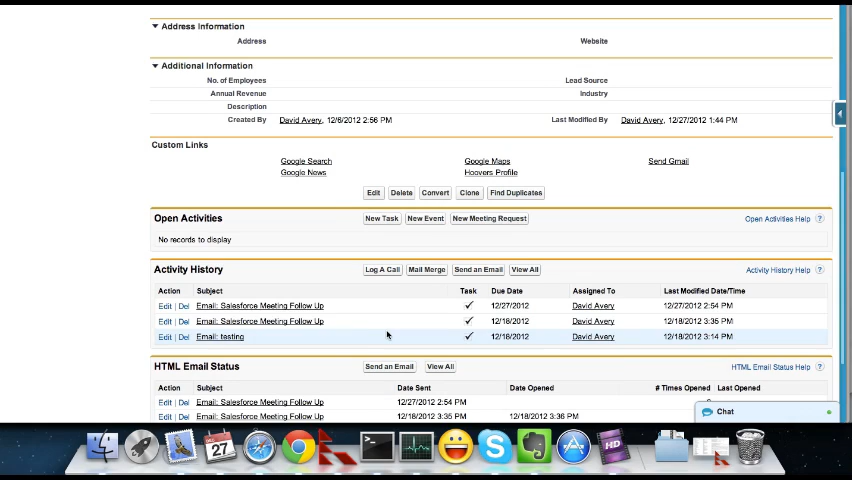 Address Information
Address Website
Additional Information
No. of Employees Lead Source
Annual Revenue Industry
Description
Created By David Avery, 12/6/2012 2:56 PM Last Modified By David Avery, 12/27/2012 1:44 PM
Custom Links
Google Search Google Maps Send Gmail
Google News Hoovers Profile
Edit Delete Convert Clone Find Duplicates
Open Activities New Task New Event New Meeting Request Open Activities Help ?
No records to display
Activity History Log A Call Mail Merge Send an Email View All Activity History Help ?
Action Subject Task Due Date Assigned To Last Modified Date/Time
Edit | Del Email: Salesforce Meeting Follow Up 12/27/2012 David Avery 12/27/2012 2:54 PM
Edit | Del Email: Salesforce Meeting Follow Up 12/18/2012 David Avery 12/18/2012 3:35 PM
Edit | Del Email: testing 12/18/2012 David Avery 12/18/2012 3:14 PM
HTML Email Status Send an Email View All HTML Email Status Help ?
Action Subject Date Sent Date Opened # Times Opened Last Opened
Edit | Del Email: Salesforce Meeting Follow Up 12/27/2012 2:54 PM
Edit | Del Email: Salesforce Meeting Follow Up 12/18/2012 3:35 PM 12/18/2012 3:36 PM
Chat
27
HD